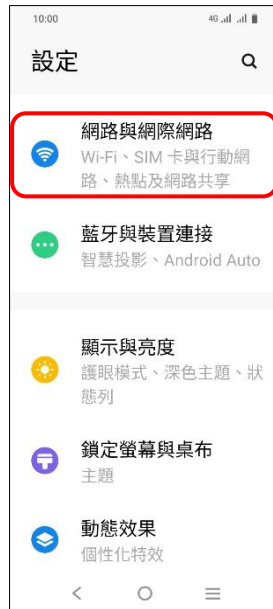 10:00
4G
設定
網路與網際網路
Wi-Fi、SIM 卡與行動網
路、熱點及網路共享
藍牙與裝置連接
智慧投影、Android Auto
顯示與亮度
護眼模式、深色主題、狀
態列
鎖定螢幕與桌布
主題
動態效果
個性化特效